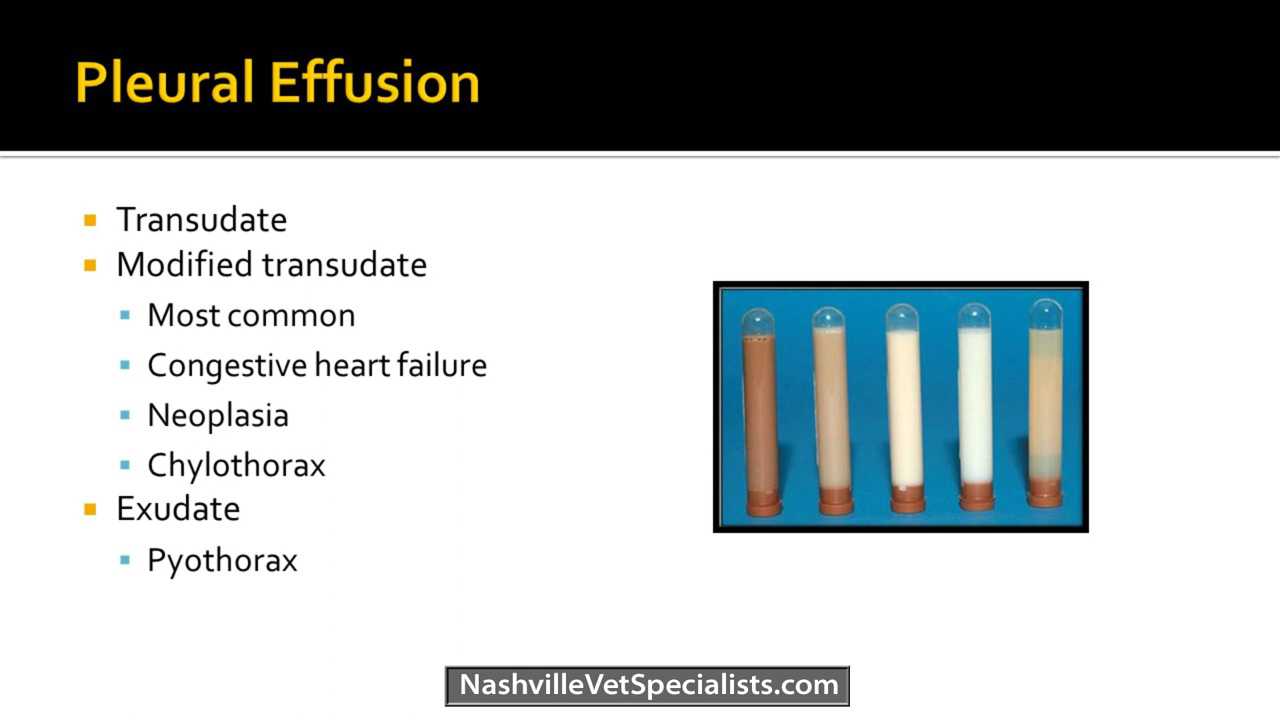 Pleural Effusion
Transudate
Modified transudate
Most common
Congestive heart failure
Neoplasia
Chylothorax
Exudate
Pyothorax
NashvilleVetSpecialists.com